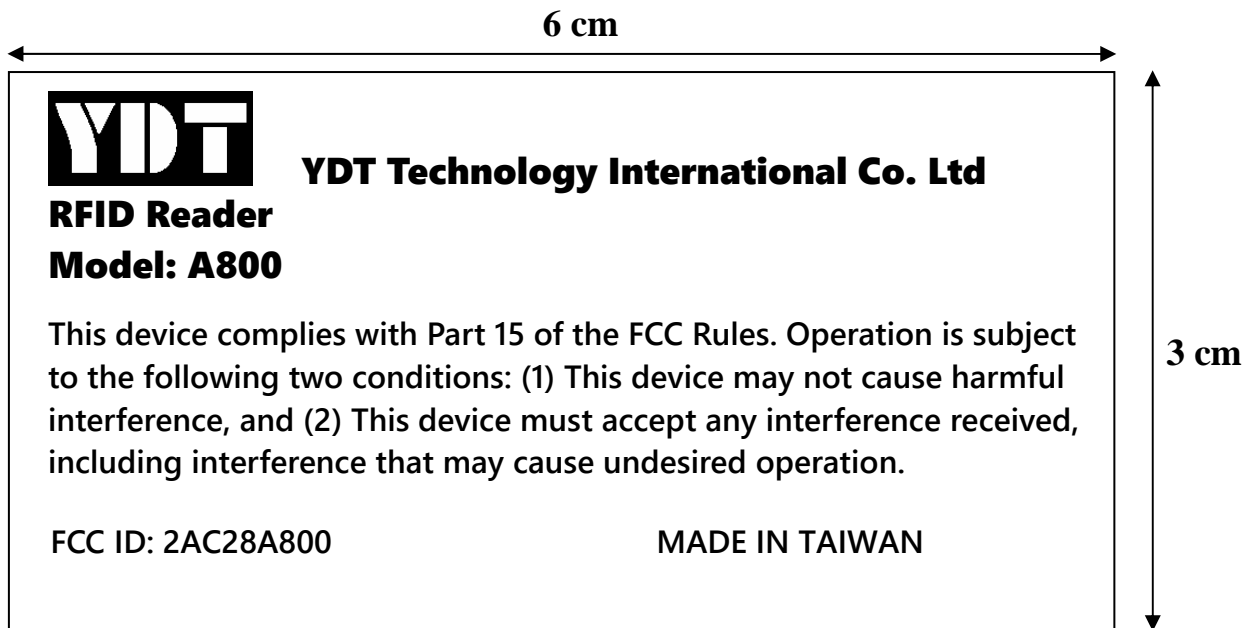 6 cm
YDT
YDT Technology International Co. Ltd
RFID Reader
Model: A800
This device complies with Part 15 of the FCC Rules. Operation is subject
to the following two conditions: (1) This device may not cause harmful
interference, and (2) This device must accept any interference received,
including interference that may cause undesired operation.
3 cm
FCC ID: 2AC28A800 MADE IN TAIWAN